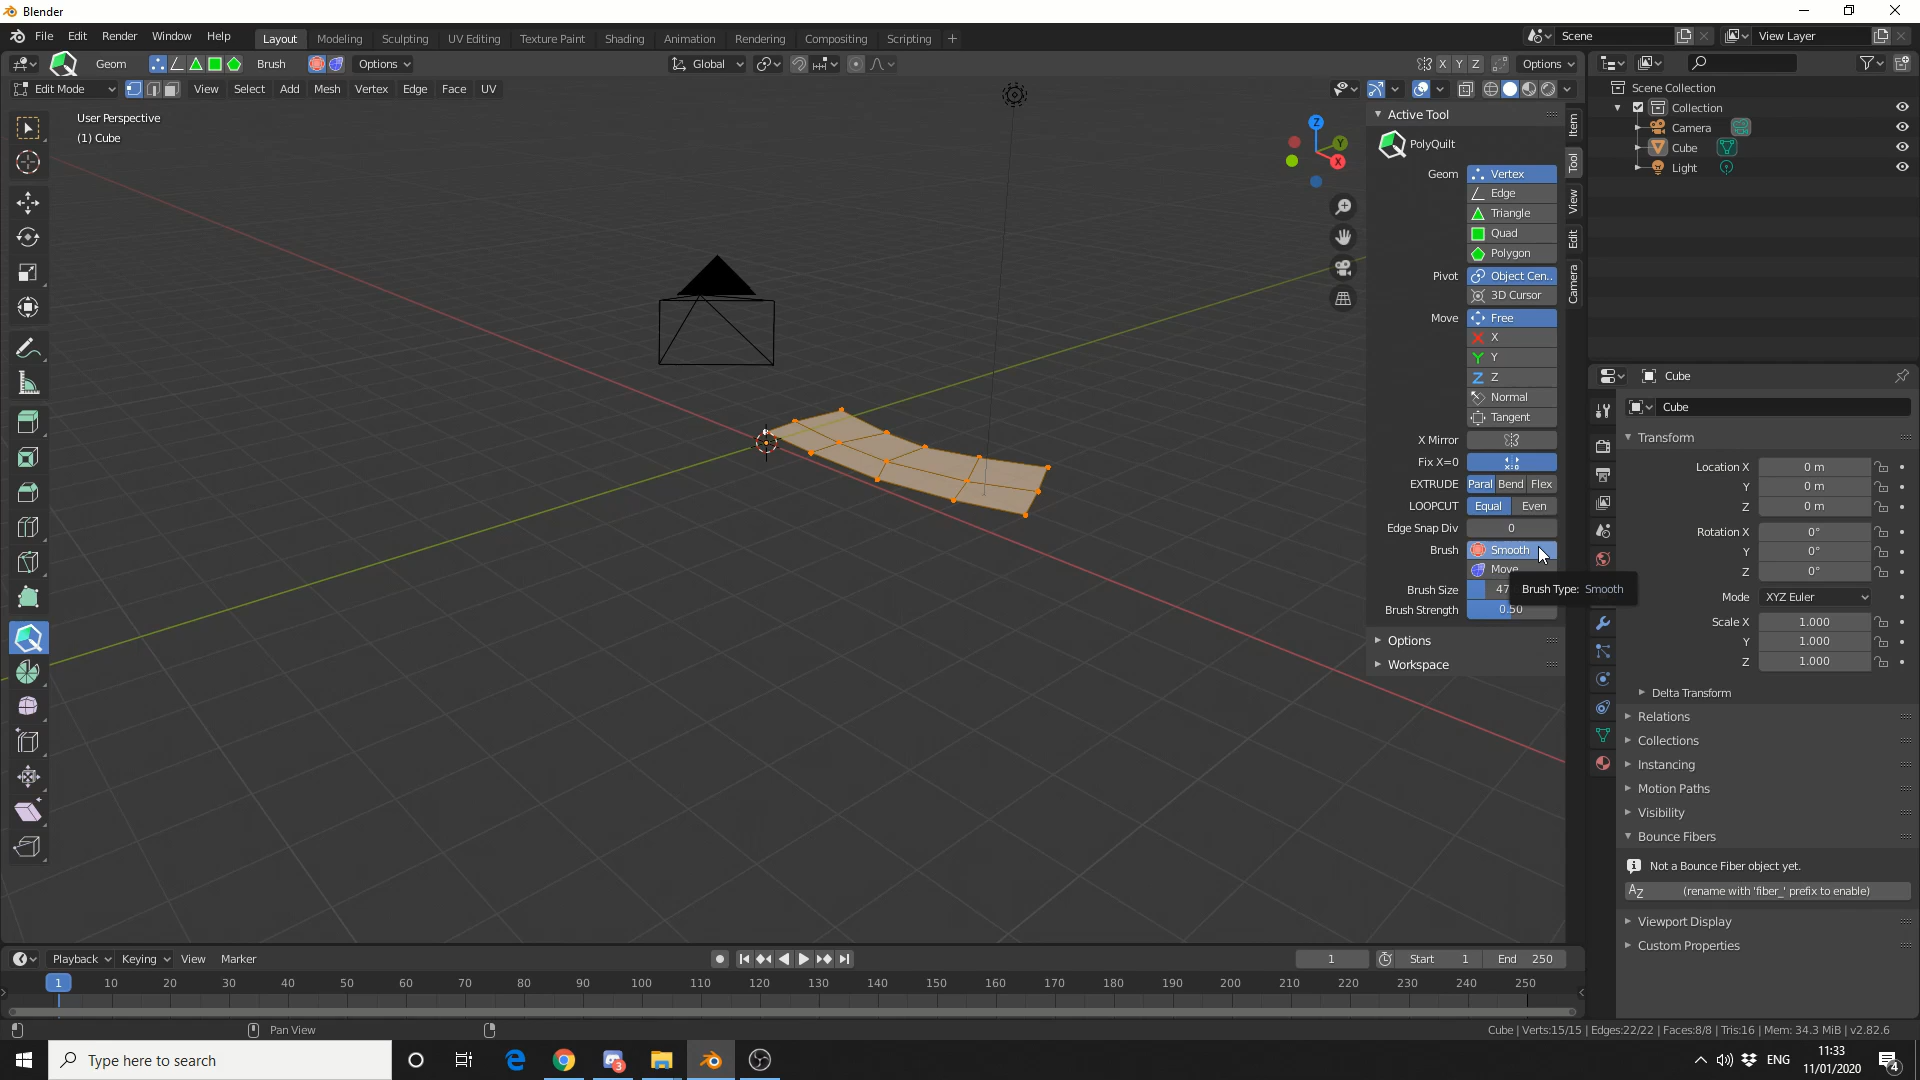 Blender
File Edit Render Window Help
Layout Modeling Sculpting UV Editing Texture Paint Shading Animation Rendering Compositing Scripting +
Scene
View Layer
Geom
Brush
Options
Global
X Y Z
Options
Edit Mode
View Select Add Mesh Vertex Edge Face UV
User Perspective
(1) Cube
Z
Y
X
Active Tool
PolyQuilt
Geom Vertex
Edge
Triangle
Quad
Polygon
Pivot Object Cen..
3D Cursor
Move Free
X
Y
Z
Normal
Tangent
X Mirror
Fix X=0
EXTRUDE Paral Bend Flex
LOOPCUT Equal Even
Edge Snap Div 0
Brush Smooth
Move
Brush Size 47
Brush Type: Smooth
Brush Strength 0.50
Options
Workspace
Item
Tool
View
Edit
Camera
Scene Collection
Collection
Camera
Cube
Light
Cube
Cube
Transform
Location X 0 m
Y 0 m
Z 0 m
Rotation X 0°
Y 0°
Z 0°
Mode XYZ Euler
Scale X 1.000
Y 1.000
Z 1.000
Delta Transform
Relations
Collections
Instancing
Motion Paths
Visibility
Bounce Fibers
Not a Bounce Fiber object yet.
(rename with 'fiber_' prefix to enable)
Viewport Display
Custom Properties
Playback Keying View Marker
1
Start 1
End 250
1 10 20 30 40 50 60 70 80 90 100 110 120 130 140 150 160 170 180 190 200 210 220 230 240 250
Pan View
Cube | Verts:15/15 | Edges:22/22 | Faces:8/8 | Tris:16 | Mem: 34.3 MiB | v2.82.6
Type here to search
3
ENG
11:33
11/01/2020
4